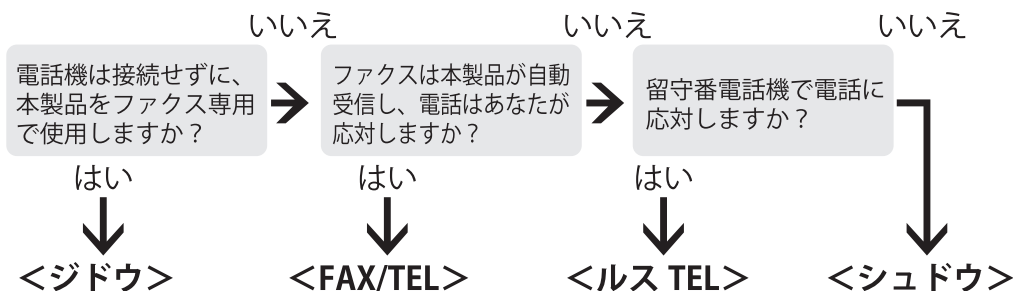 いいえ
いいえ
いいえ
電話機は接続せずに、
本製品をファクス専用
で使用しますか？
ファクスは本製品が自動
受信し、電話はあなたが
応対しますか？
留守番電話機で電話に
応対しますか？
はい
はい
はい
＜ジドウ＞
＜FAX/TEL＞
＜ルス TEL＞
＜シュドウ＞